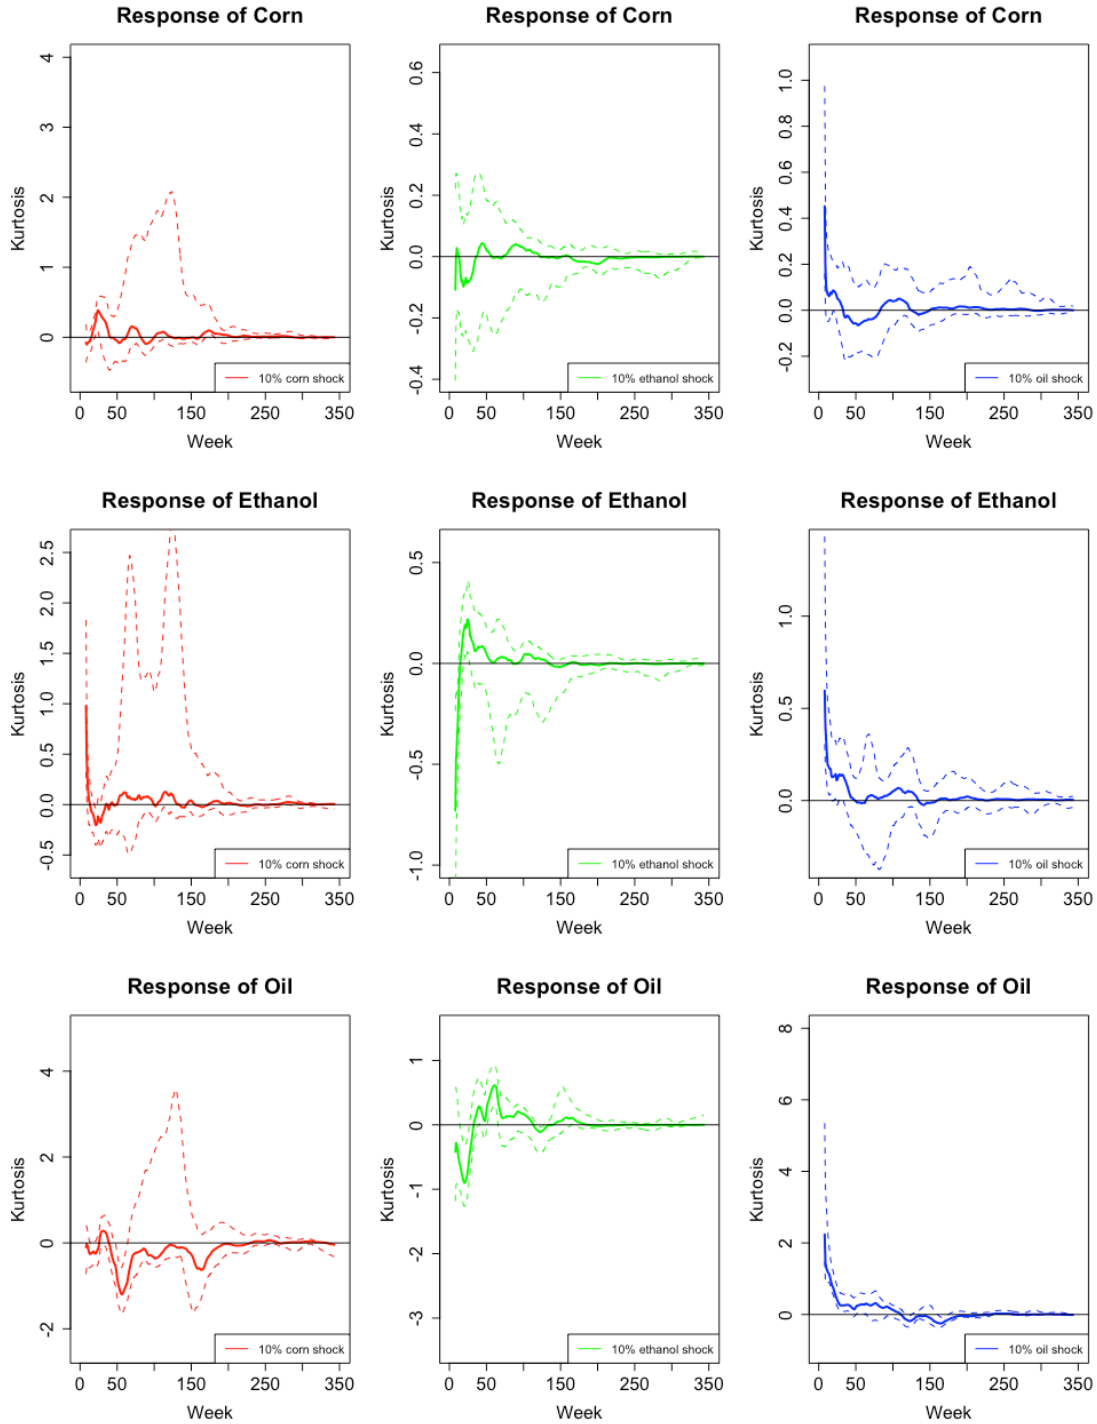 Response of Corn
Response of Corn
Response of Corn
Kurtosis
0 1 2 3 4
10% corn shock
0 50 150 250 350
Week
Kurtosis
-0.4 -0.2 0.0 0.2 0.4 0.6
10% ethanol shock
0 50 150 250 350
Week
Kurtosis
-0.2 0.0 0.2 0.4 0.6 0.8 1.0
10% oil shock
0 50 150 250 350
Week
Response of Ethanol
Response of Ethanol
Response of Ethanol
Kurtosis
-0.5 0.0 0.5 1.0 1.5 2.0 2.5
10% corn shock
0 50 150 250 350
Week
Kurtosis
-1.0 -0.5 0.0 0.5
10% ethanol shock
0 50 150 250 350
Week
Kurtosis
0.0 0.5 1.0
10% oil shock
0 50 150 250 350
Week
Response of Oil
Response of Oil
Response of Oil
Kurtosis
-2 0 2 4
10% corn shock
0 50 150 250 350
Week
Kurtosis
-3 -2 -1 0 1
10% ethanol shock
0 50 150 250 350
Week
Kurtosis
0 2 4 6 8
10% oil shock
0 50 150 250 350
Week